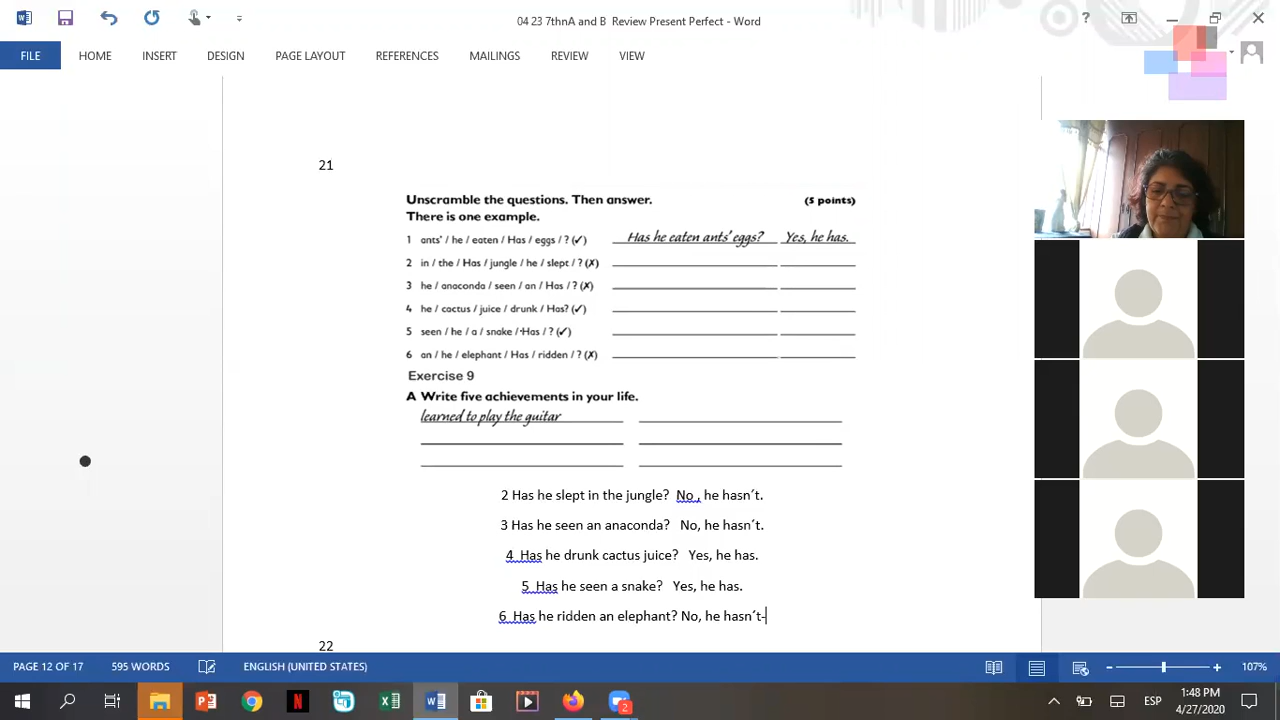 04 23 7thnA and B  Review Present Perfect - Word
?
FILE HOME INSERT DESIGN PAGE LAYOUT REFERENCES MAILINGS REVIEW VIEW
21
Unscramble the questions. Then answer. (5 points)
There is one example.
1 ants' / he / eaten / Has / eggs / ? (✓) Has he eaten ants' eggs? Yes, he has.
2 in / the / Has / jungle / he / slept / ? (✗)
3 he / anaconda / seen / an / Has / ? (✗)
4 he / cactus / juice / drunk / Has? (✓)
5 seen / he / a / snake / Has / ? (✓)
6 an / he / elephant / Has / ridden / ? (✗)
Exercise 9
A Write five achievements in your life.
learned to play the guitar
2 Has he slept in the jungle?  No , he hasn´t.
3 Has he seen an anaconda?   No, he hasn´t.
4  Has he drunk cactus juice?   Yes, he has.
5  Has he seen a snake?   Yes, he has.
6  Has he ridden an elephant? No, he hasn´t-
22
PAGE 12 OF 17 595 WORDS ENGLISH (UNITED STATES) 107%
2 ESP 1:48 PM
4/27/2020